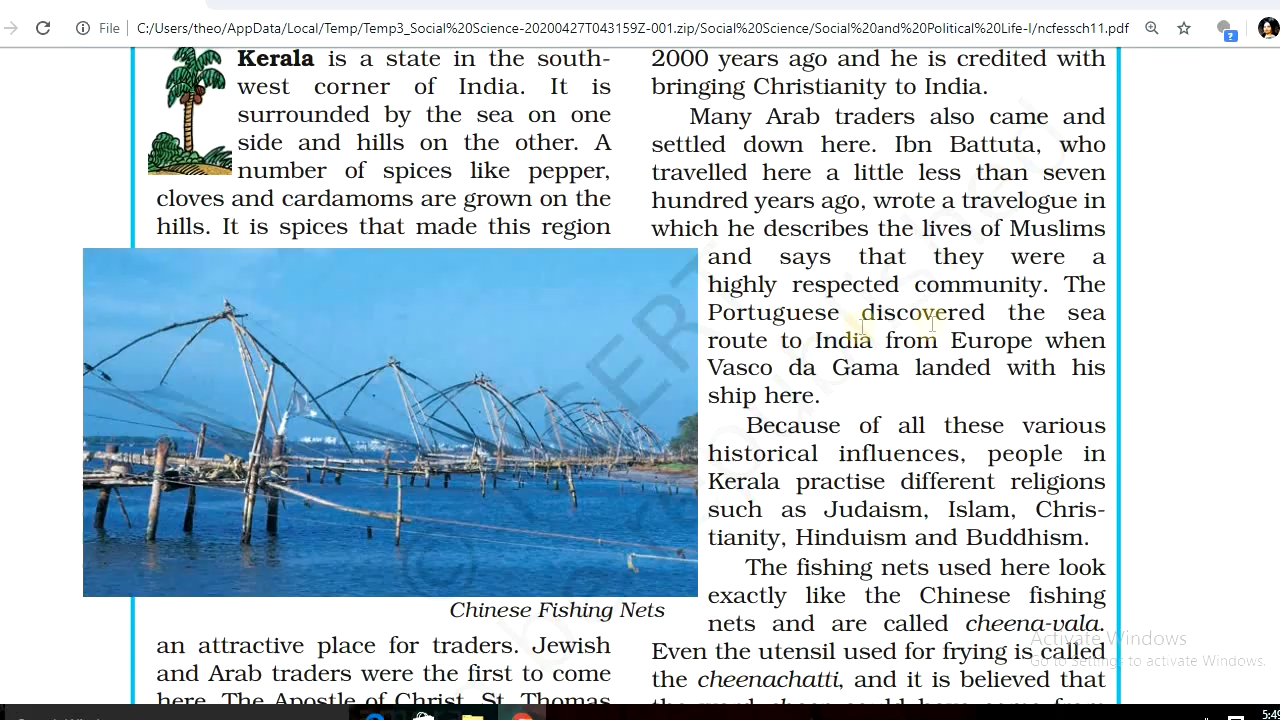 File
C:/Users/theo/AppData/Local/Temp/Temp3_Social%20Science-20200427T043159Z-001.zip/Social%20Science/Social%20and%20Political%20Life-I/ncfessch11.pdf
Kerala is a state in the south-
west corner of India. It is
surrounded by the sea on one
side and hills on the other. A
number of spices like pepper,
cloves and cardamoms are grown on the
hills. It is spices that made this region
Chinese Fishing Nets
an attractive place for traders. Jewish
and Arab traders were the first to come
here. The Apostle of Christ, St. Thomas
2000 years ago and he is credited with
bringing Christianity to India.
Many Arab traders also came and
settled down here. Ibn Battuta, who
travelled here a little less than seven
hundred years ago, wrote a travelogue in
which he describes the lives of Muslims
and says that they were a
highly respected community. The
Portuguese discovered the sea
route to India from Europe when
Vasco da Gama landed with his
ship here.
Because of all these various
historical influences, people in
Kerala practise different religions
such as Judaism, Islam, Chris-
tianity, Hinduism and Buddhism.
The fishing nets used here look
exactly like the Chinese fishing
nets and are called cheena-vala.
Even the utensil used for frying is called
the cheenachatti, and it is believed that
Activate Windows
Go to Settings to activate Windows.